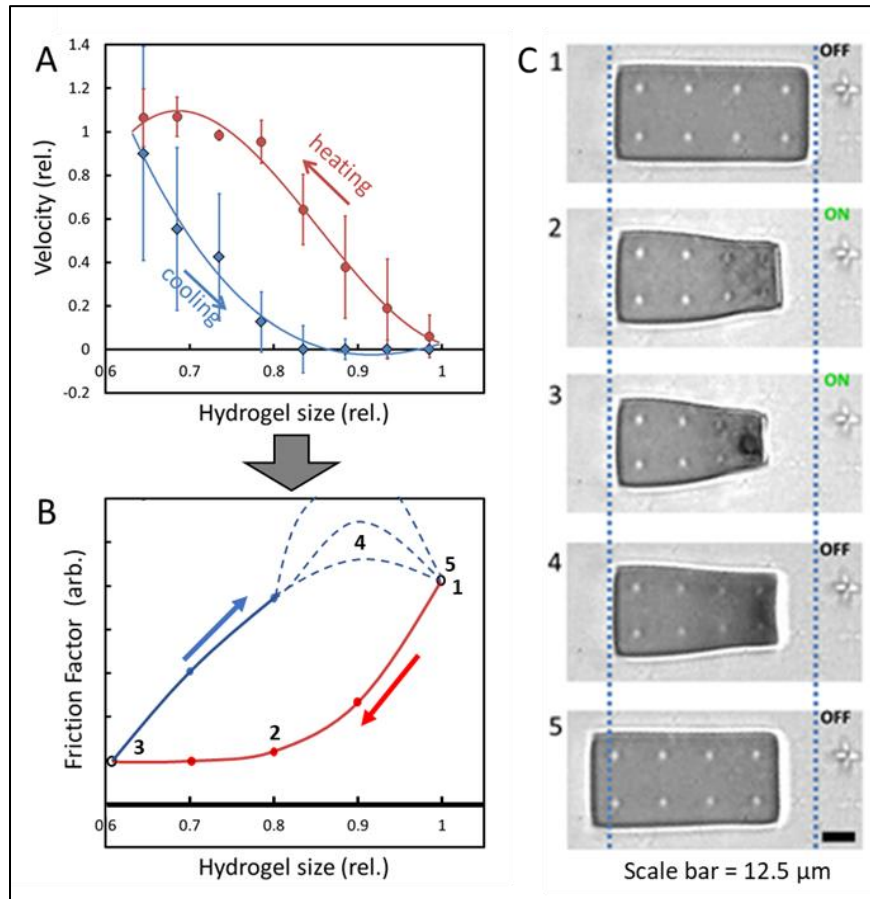 A
1.4
1.2
1
0.8
0.6
0.4
0.2
0
-0.2
0.6
0.7
0.8
0.9
1
Velocity (rel.)
heating
cooling
Hydrogel size (rel.)
B
Friction Factor (arb.)
4
5
1
3
2
0.6
0.7
0.8
0.9
1
Hydrogel size (rel.)
C
1
OFF
2
ON
3
ON
4
OFF
5
OFF
Scale bar = 12.5 µm